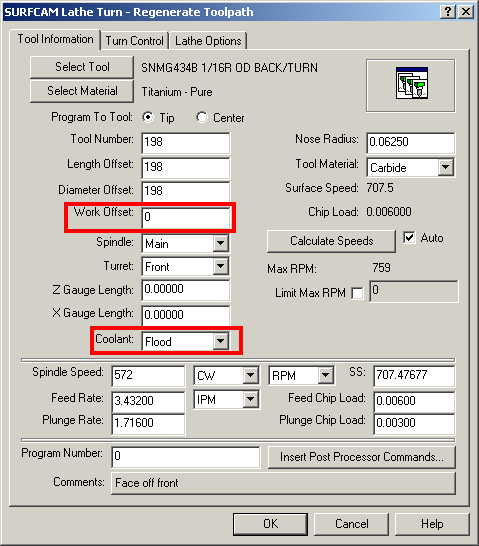 SURFCAM Lathe Turn - Regenerate Toolpath
Tool Information Turn Control Lathe Options
Select Tool SNMG434B 1/16R OD BACK/TURN
Select Material Titanium - Pure
Program To Tool: Tip Center
Tool Number: 198 Nose Radius: 0.06250
Length Offset: 198 Tool Material: Carbide
Diameter Offset: 198 Surface Speed: 707.5
Work Offset: 0 Chip Load: 0.006000
Spindle: Main Calculate Speeds Auto
Turret: Front Max RPM: 759
Z Gauge Length: 0.00000 Limit Max RPM 0
X Gauge Length: 0.00000
Coolant: Flood
Spindle Speed: 572 CW RPM SS: 707.47677
Feed Rate: 3.43200 IPM Feed Chip Load: 0.00600
Plunge Rate: 1.71600 Plunge Chip Load: 0.00300
Program Number: 0 Insert Post Processor Commands...
Comments: Face off front
OK Cancel Help